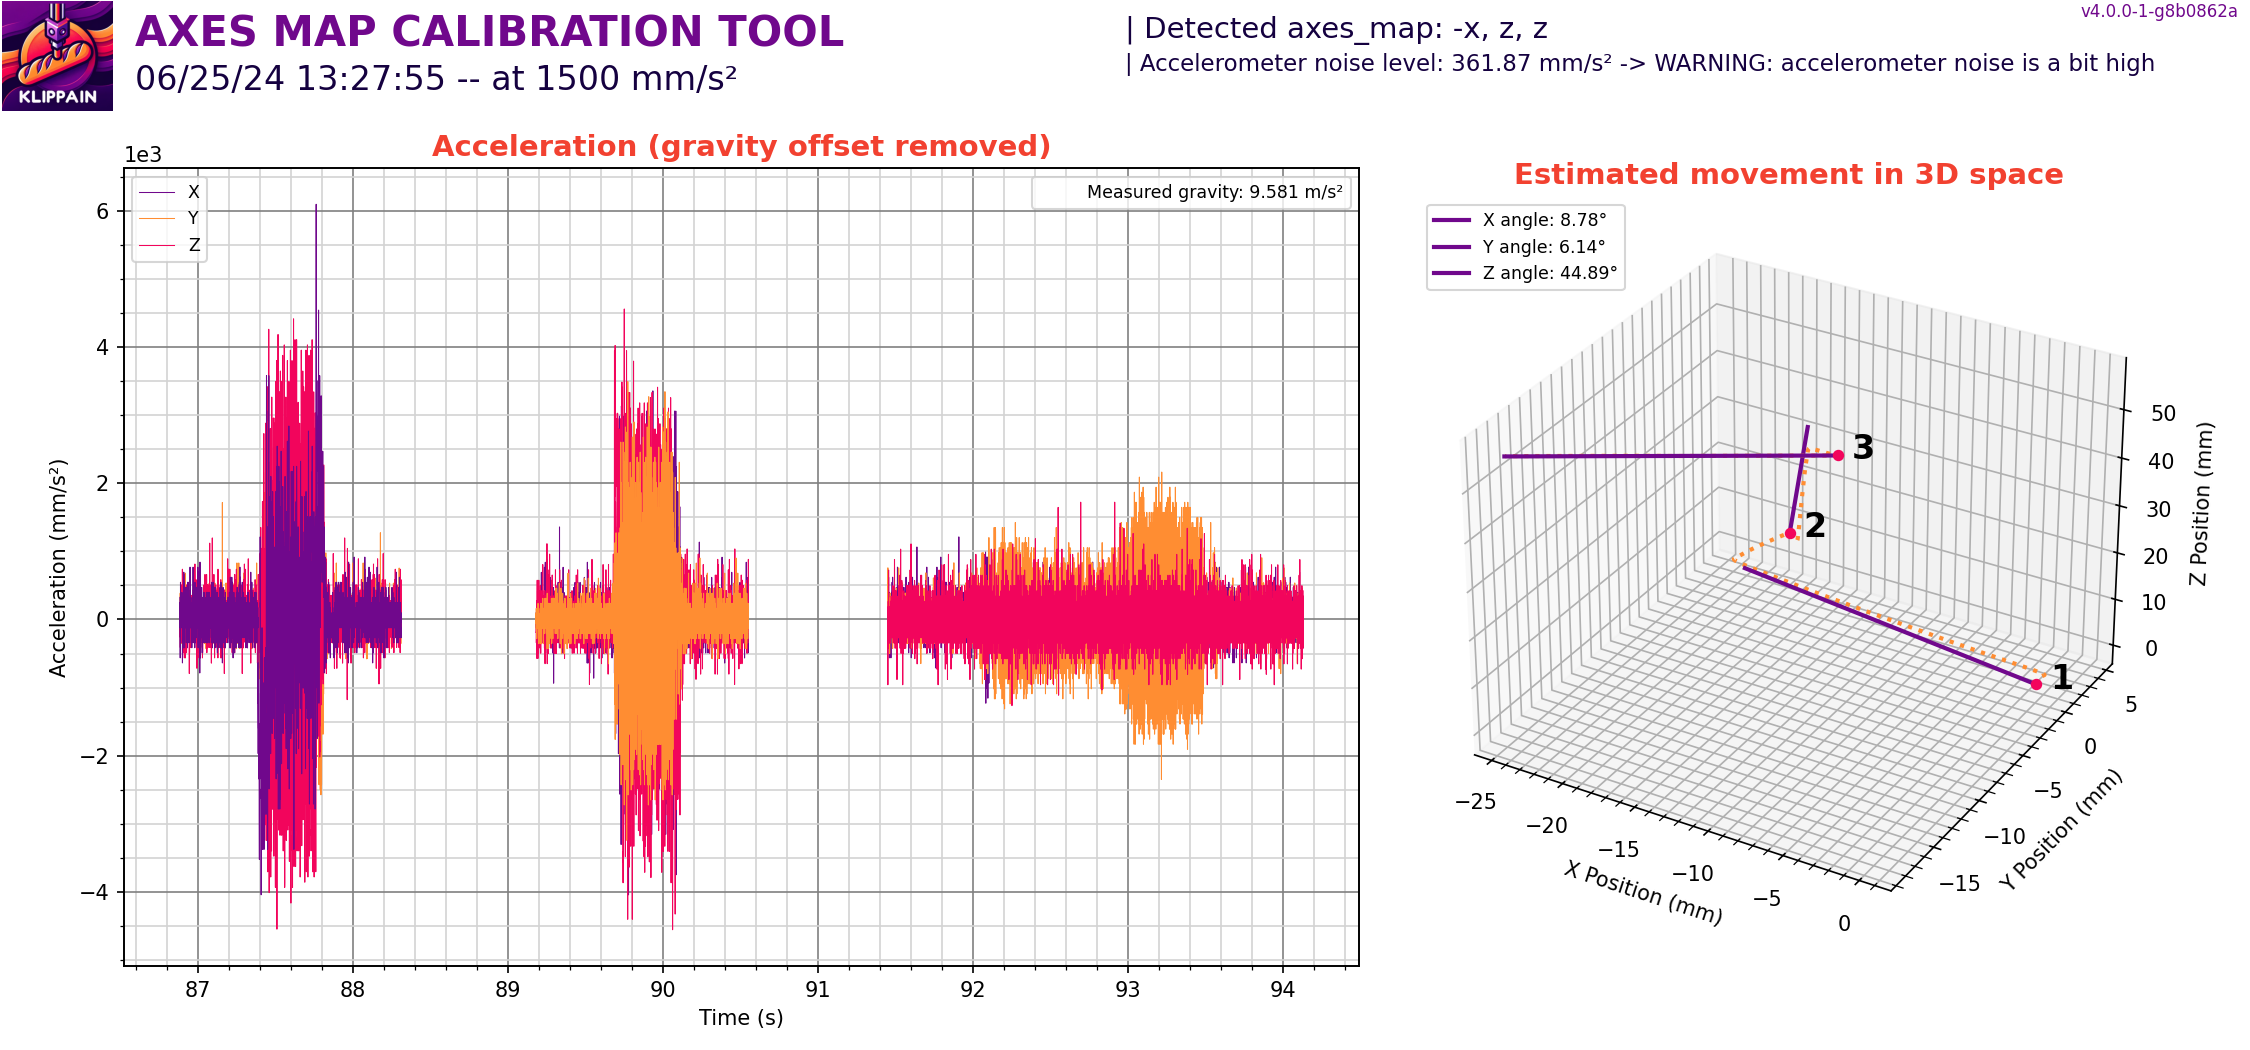 KLIPPAIN
AXES MAP CALIBRATION TOOL
06/25/24 13:27:55 -- at 1500 mm/s²
| Detected axes_map: -x, z, z
| Accelerometer noise level: 361.87 mm/s² -> WARNING: accelerometer noise is a bit high
v4.0.0-1-g8b0862a
Acceleration (gravity offset removed)
1e3
X
Y
Z
Measured gravity: 9.581 m/s²
6
4
2
0
−2
−4
Acceleration (mm/s²)
87
88
89
90
91
92
93
94
Time (s)
Estimated movement in 3D space
X angle: 8.78°
Y angle: 6.14°
Z angle: 44.89°
3
2
1
50
40
30
20
10
0
Z Position (mm)
5
0
−5
−10
−15
Y Position (mm)
−25
−20
−15
−10
−5
0
X Position (mm)